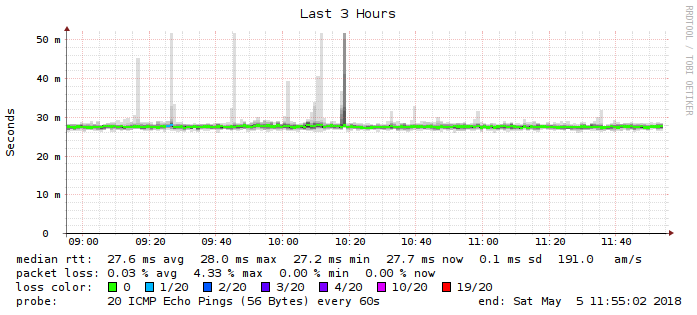 Last 3 Hours
RRDTOOL / TOBI OETIKER
Seconds
50 m
40 m
30 m
20 m
10 m
0
09:00 09:20 09:40 10:00 10:20 10:40 11:00 11:20 11:40
median rtt: 27.6 ms avg 28.0 ms max 27.2 ms min 27.7 ms now 0.1 ms sd 191.0 am/s
packet loss: 0.03 % avg 4.33 % max 0.00 % min 0.00 % now
loss color: 0 1/20 2/20 3/20 4/20 10/20 19/20
probe: 20 ICMP Echo Pings (56 Bytes) every 60s end: Sat May 5 11:55:02 2018